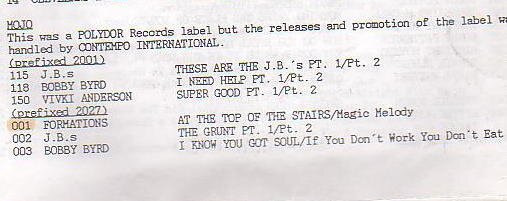 MOJO
This was a POLYDOR Records label but the releases and promotion of the label
handled by CONTEMPO INTERNATIONAL.
(prefixed 2001)
115 J.B.s THESE ARE THE J.B.'s PT. 1/Pt. 2
118 BOBBY BYRD I NEED HELP PT. 1/Pt. 2
150 VIVKI ANDERSON SUPER GOOD PT. 1/Pt. 2
(prefixed 2027)
001 FORMATIONS AT THE TOP OF THE STAIRS/Magic Melody
002 J.B.s THE GRUNT PT. 1/Pt. 2
003 BOBBY BYRD I KNOW YOU GOT SOUL/If You Don't Work You Don't Eat